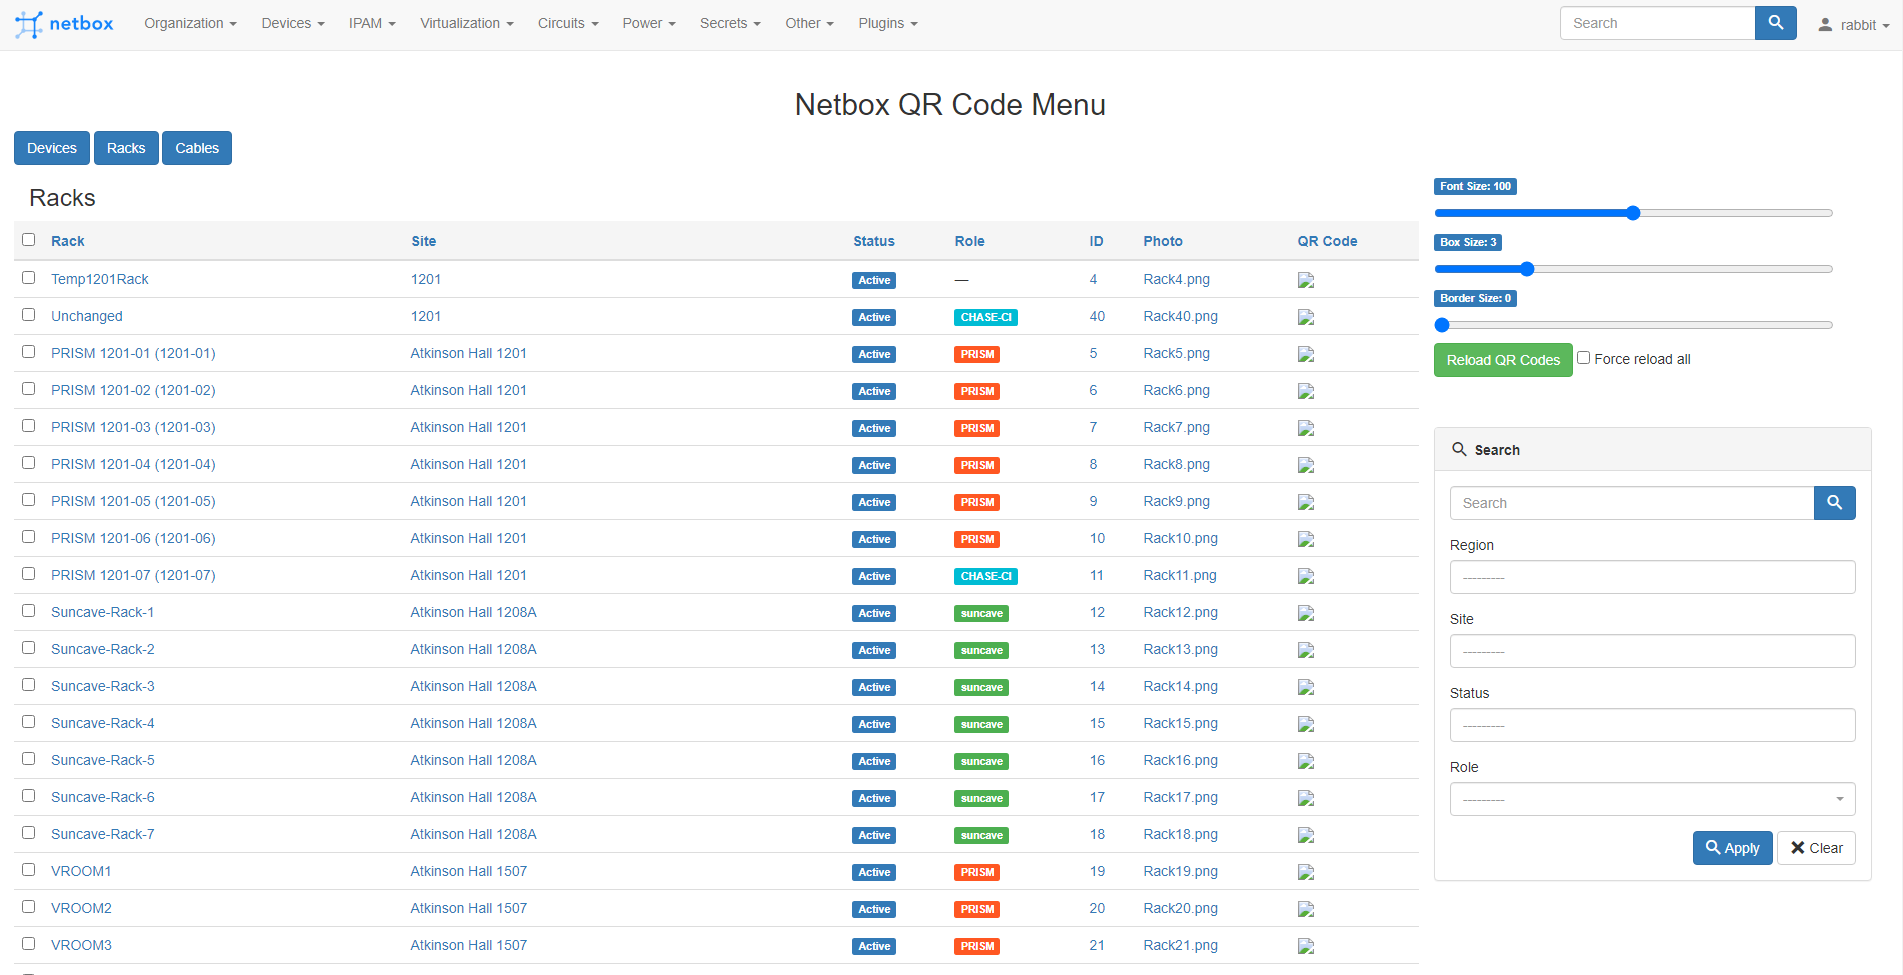 netbox Organization Devices IPAM Virtualization Circuits Power Secrets Other Plugins Search rabbit
Netbox QR Code Menu
Devices Racks Cables
Racks
Rack Site Status Role ID Photo QR Code
Temp1201Rack 1201 Active — 4 Rack4.png
Unchanged 1201 Active CHASE-CI 40 Rack40.png
PRISM 1201-01 (1201-01) Atkinson Hall 1201 Active PRISM 5 Rack5.png
PRISM 1201-02 (1201-02) Atkinson Hall 1201 Active PRISM 6 Rack6.png
PRISM 1201-03 (1201-03) Atkinson Hall 1201 Active PRISM 7 Rack7.png
PRISM 1201-04 (1201-04) Atkinson Hall 1201 Active PRISM 8 Rack8.png
PRISM 1201-05 (1201-05) Atkinson Hall 1201 Active PRISM 9 Rack9.png
PRISM 1201-06 (1201-06) Atkinson Hall 1201 Active PRISM 10 Rack10.png
PRISM 1201-07 (1201-07) Atkinson Hall 1201 Active CHASE-CI 11 Rack11.png
Suncave-Rack-1 Atkinson Hall 1208A Active suncave 12 Rack12.png
Suncave-Rack-2 Atkinson Hall 1208A Active suncave 13 Rack13.png
Suncave-Rack-3 Atkinson Hall 1208A Active suncave 14 Rack14.png
Suncave-Rack-4 Atkinson Hall 1208A Active suncave 15 Rack15.png
Suncave-Rack-5 Atkinson Hall 1208A Active suncave 16 Rack16.png
Suncave-Rack-6 Atkinson Hall 1208A Active suncave 17 Rack17.png
Suncave-Rack-7 Atkinson Hall 1208A Active suncave 18 Rack18.png
VROOM1 Atkinson Hall 1507 Active PRISM 19 Rack19.png
VROOM2 Atkinson Hall 1507 Active PRISM 20 Rack20.png
VROOM3 Atkinson Hall 1507 Active PRISM 21 Rack21.png
Font Size: 100
Box Size: 3
Border Size: 0
Reload QR Codes Force reload all
Search
Search
Region
---------
Site
---------
Status
---------
Role
---------
Apply Clear